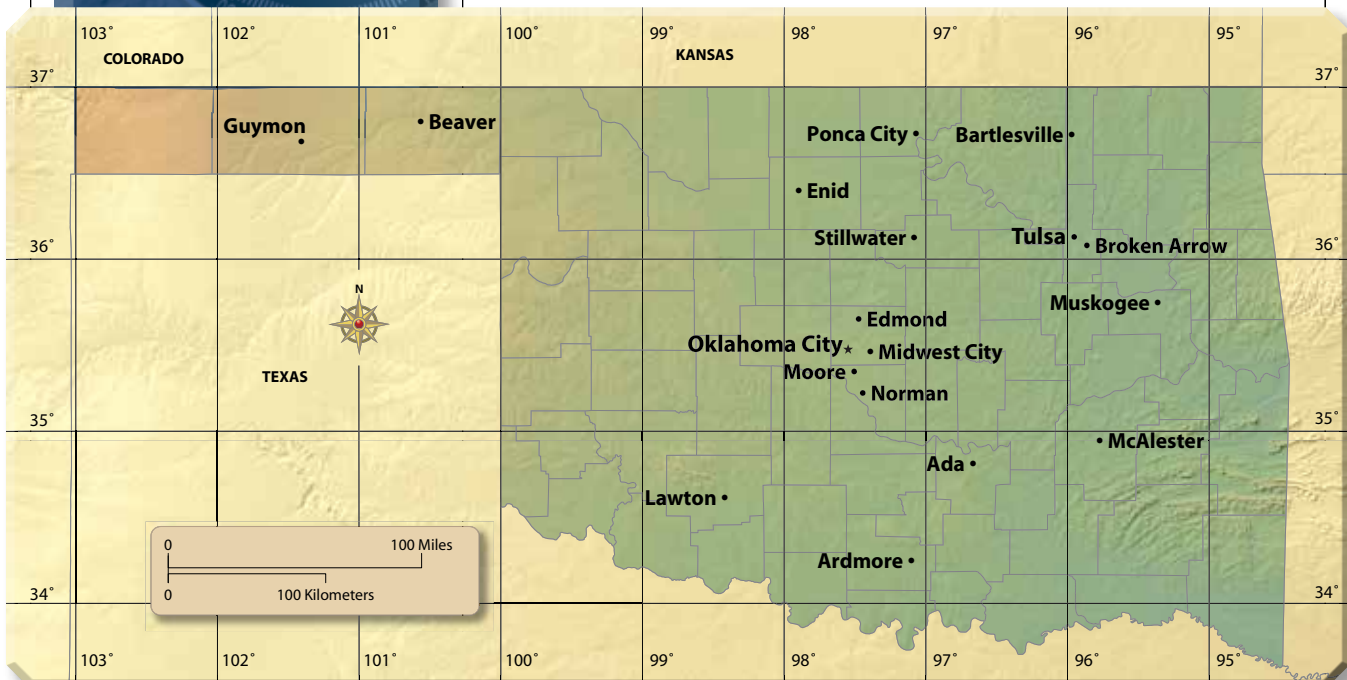 103˚ 102˚ 101˚ 100˚ 99˚ 98˚ 97˚ 96˚ 95˚
COLORADO KANSAS
37˚ 37˚
Guymon Beaver Ponca City Bartlesville
Enid
Stillwater Tulsa Broken Arrow
36˚ 36˚
N
Muskogee
Edmond
Oklahoma City Midwest City
TEXAS Moore
Norman
35˚ 35˚
McAlester
Ada
Lawton
0 100 Miles
Ardmore
0 100 Kilometers
34˚ 34˚
103˚ 102˚ 101˚ 100˚ 99˚ 98˚ 97˚ 96˚ 95˚